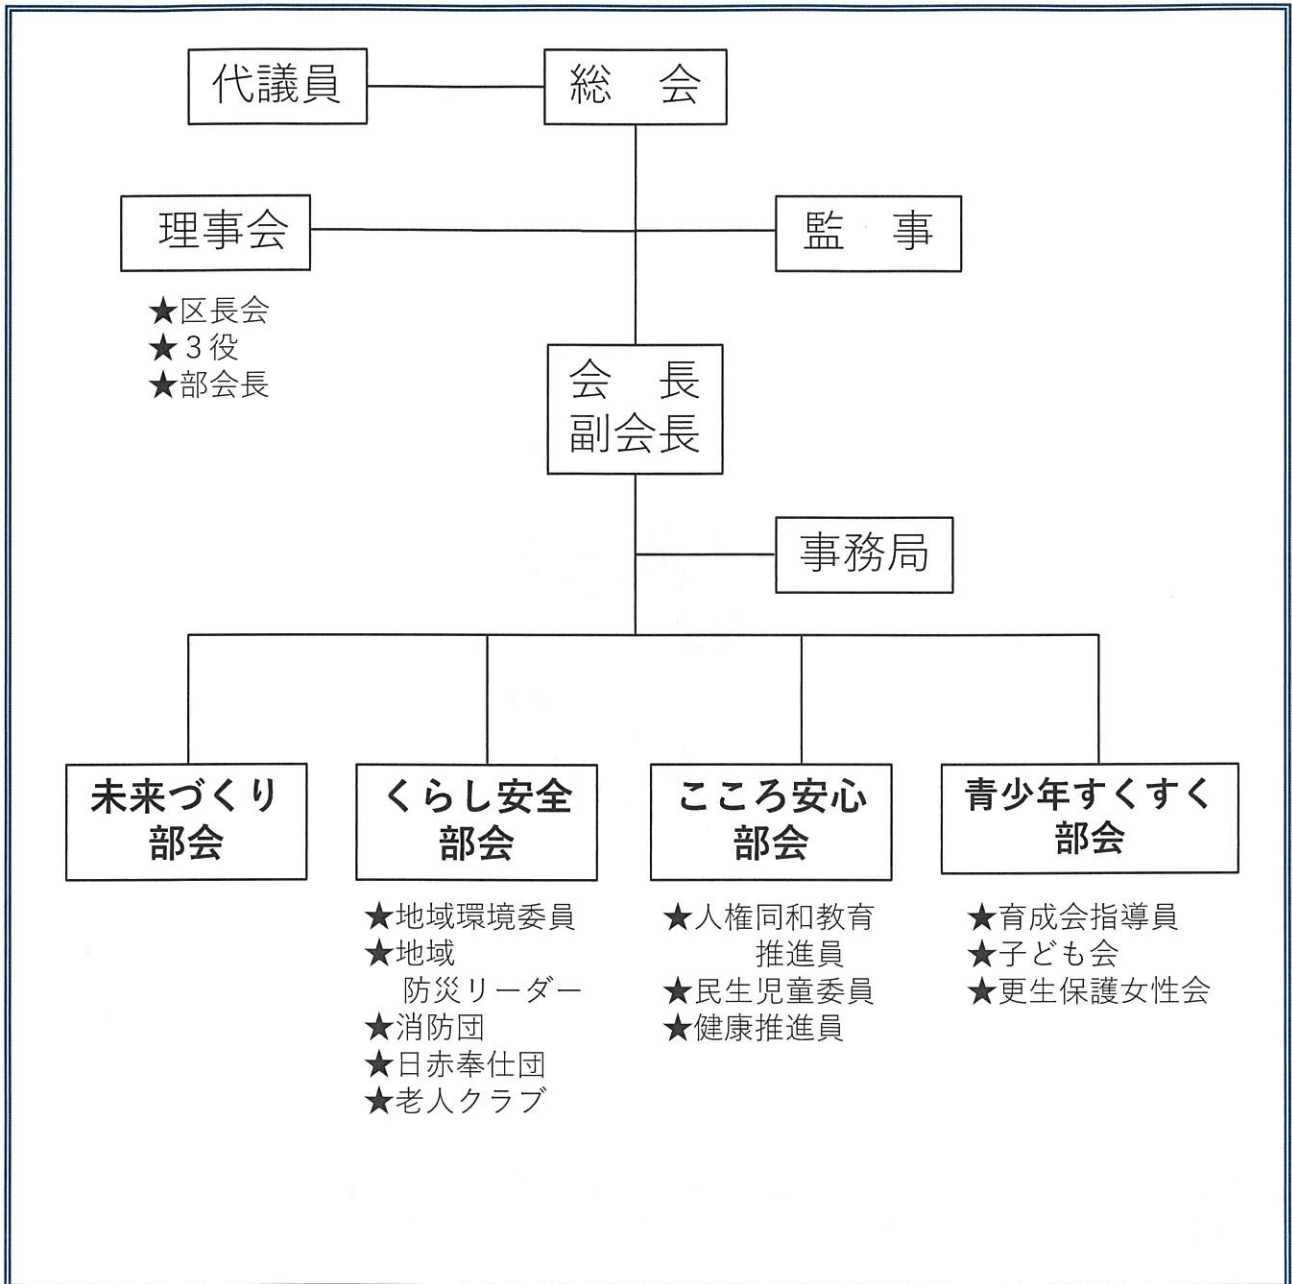 代議員
総　会
理事会
監　事
★区長会
★３役
★部会長
会　長
副会長
事務局
未来づくり
部会
くらし安全
部会
★地域環境委員
★地域
防災リーダー
★消防団
★日赤奉仕団
★老人クラブ
こころ安心
部会
★人権同和教育
推進員
★民生児童委員
★健康推進員
青少年すくすく
部会
★育成会指導員
★子ども会
★更生保護女性会